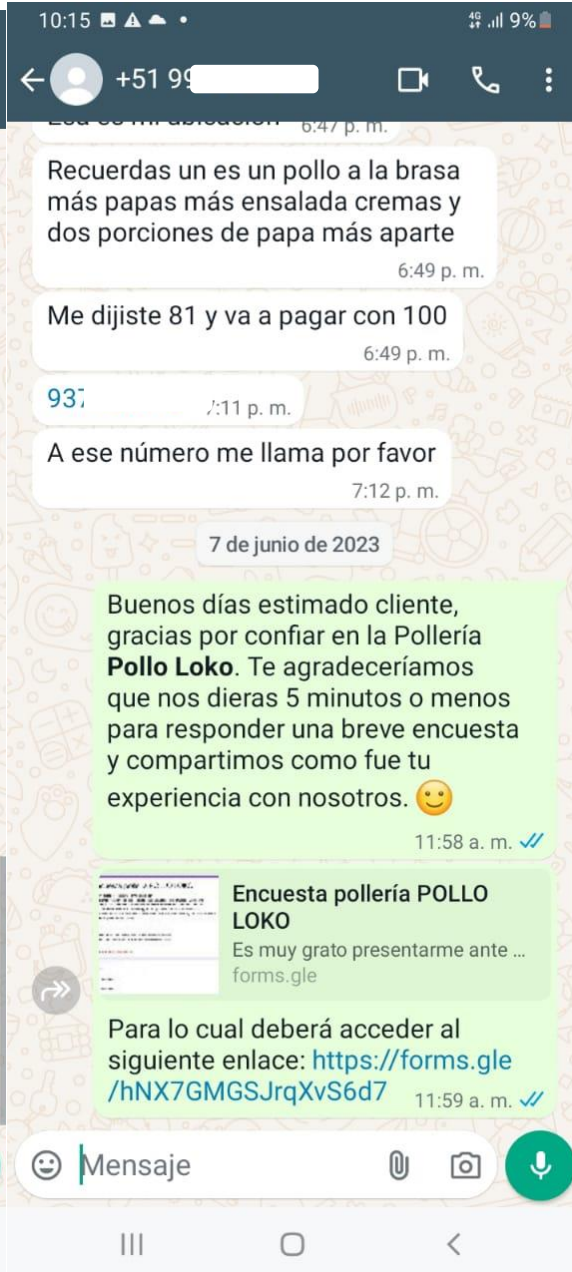 10:15
4G 9%
+51 99
6:47 p. m.
Recuerdas un es un pollo a la brasa
más papas más ensalada cremas y
dos porciones de papa más aparte
6:49 p. m.
Me dijiste 81 y va a pagar con 100
6:49 p. m.
937
7:11 p. m.
A ese número me llama por favor
7:12 p. m.
7 de junio de 2023
Buenos días estimado cliente,
gracias por confiar en la Pollería
Pollo Loko. Te agradeceríamos
que nos dieras 5 minutos o menos
para responder una breve encuesta
y compartimos como fue tu
experiencia con nosotros. 🙂
11:58 a. m.
Encuesta pollería POLLO
LOKO
Es muy grato presentarme ante ...
forms.gle
Para lo cual deberá acceder al
siguiente enlace: https://forms.gle
/hNX7GMGSJrqXvS6d7
11:59 a. m.
Mensaje